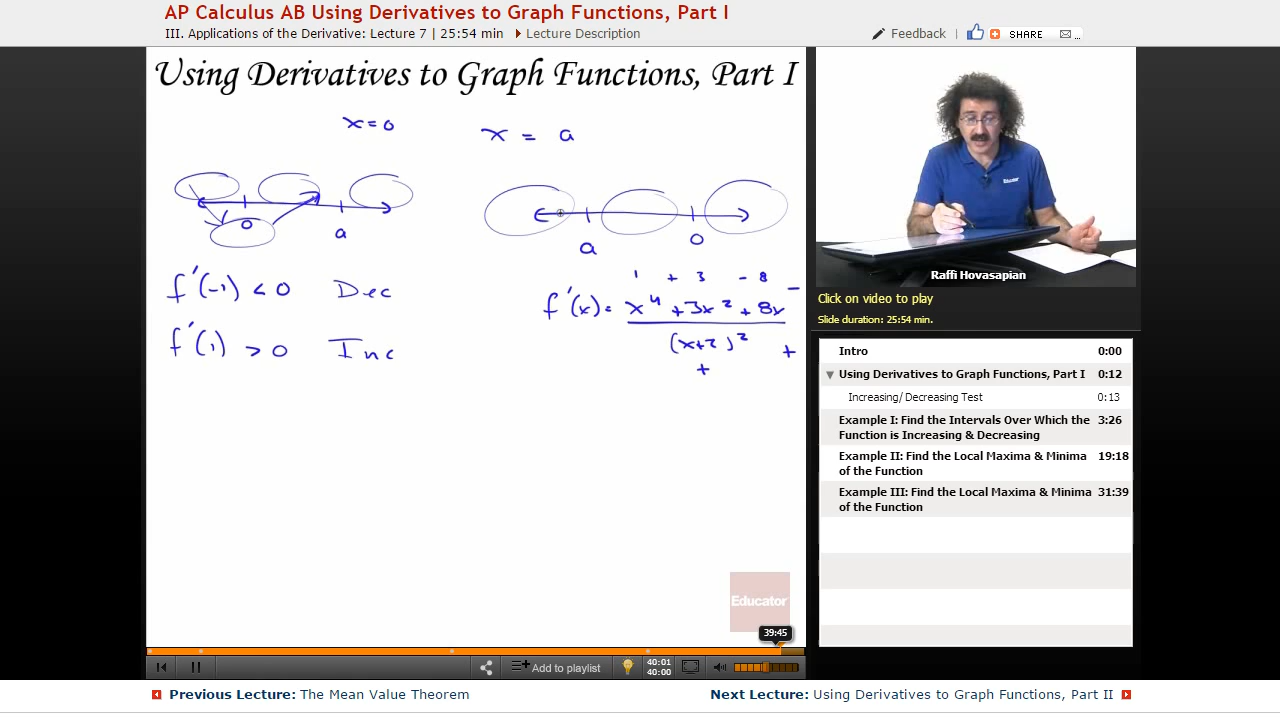 AP Calculus AB Using Derivatives to Graph Functions, Part I
III. Applications of the Derivative: Lecture 7 | 25:54 min Lecture Description
Feedback | SHARE ...
Using Derivatives to Graph Functions, Part I
x=0
x = a
0 a
a 0
f'(-1) < 0 Dec
f'(1) > 0 Inc
1 + 3 - 8 -
f'(x) = x⁴ + 3x² + 8x
(x+2)² +
+
Educator
Raffi Hovasapian
Click on video to play
Slide duration: 25:54 min.
Intro 0:00
Using Derivatives to Graph Functions, Part I 0:12
Increasing/ Decreasing Test 0:13
Example I: Find the Intervals Over Which the 3:26
Function is Increasing & Decreasing
Example II: Find the Local Maxima & Minima 19:18
of the Function
Example III: Find the Local Maxima & Minima 31:39
of the Function
Educator
39:45
Add to playlist
40:01
40:00
Previous Lecture: The Mean Value Theorem
Next Lecture: Using Derivatives to Graph Functions, Part II